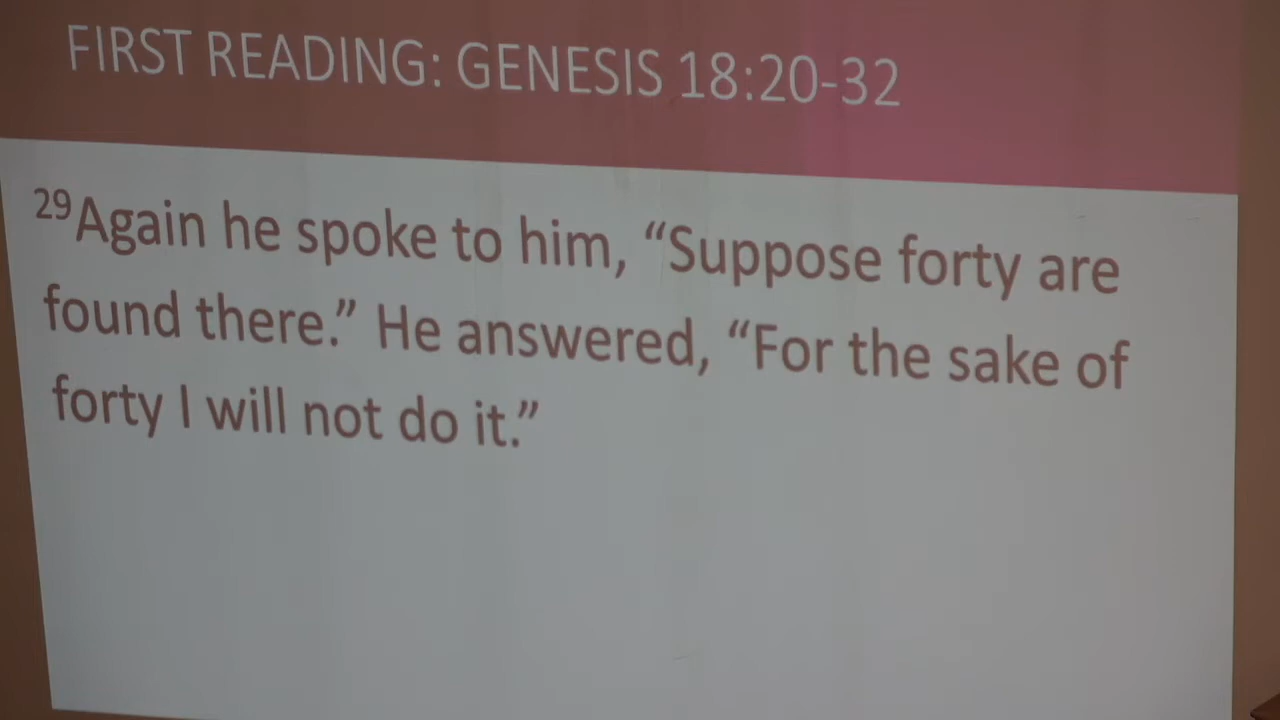 FIRST READING: GENESIS 18:20-32
29Again he spoke to him, “Suppose forty are
found there.” He answered, “For the sake of
forty I will not do it.”